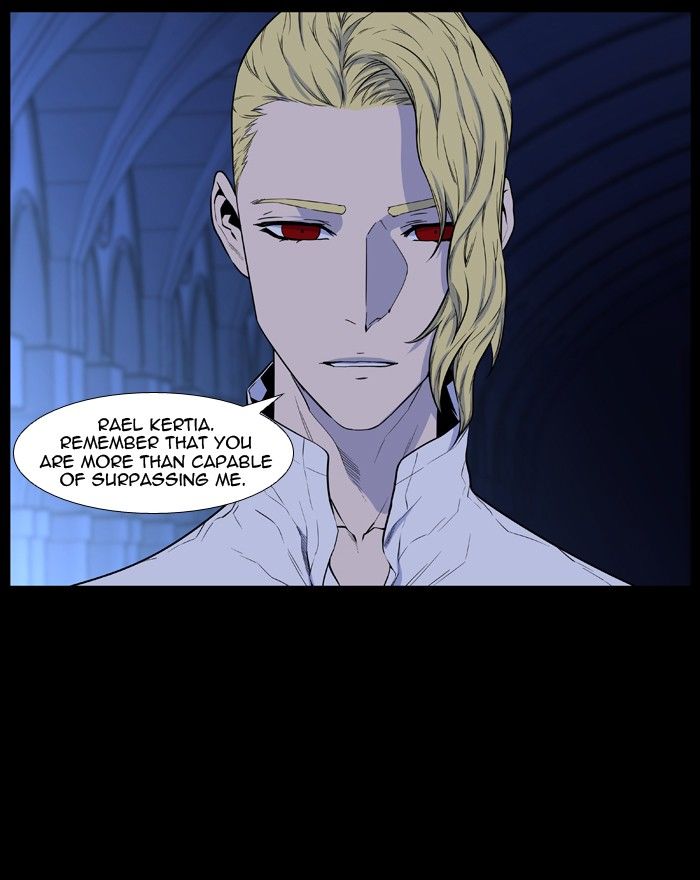 RAEL KERTIA.
REMEMBER THAT YOU
ARE MORE THAN CAPABLE
OF SURPASSING ME.